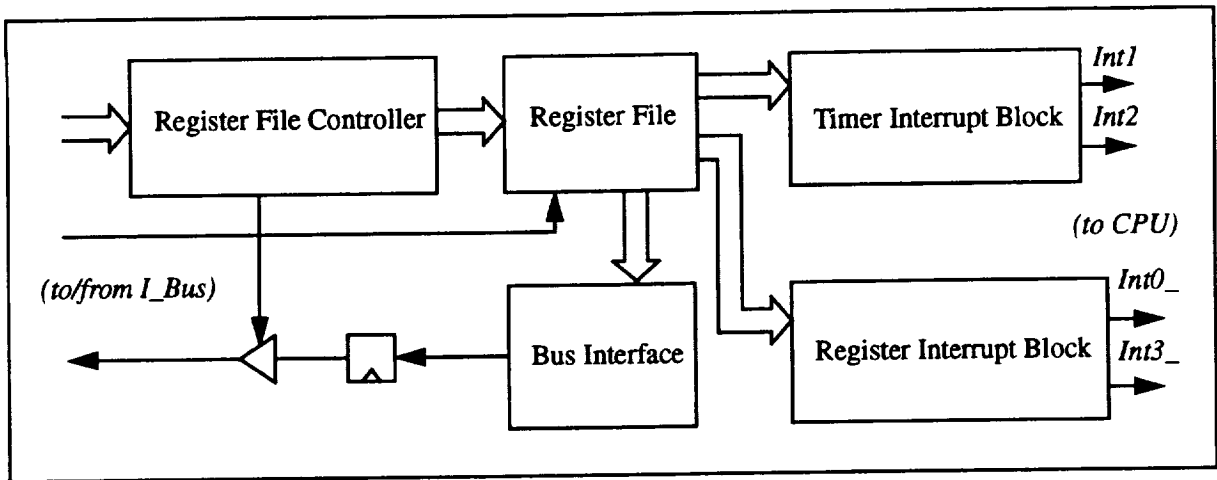 Register File Controller
Register File
Timer Interrupt Block
Int1
Int2
(to CPU)
(to/from I_Bus)
Bus Interface
Register Interrupt Block
Int0_
Int3_